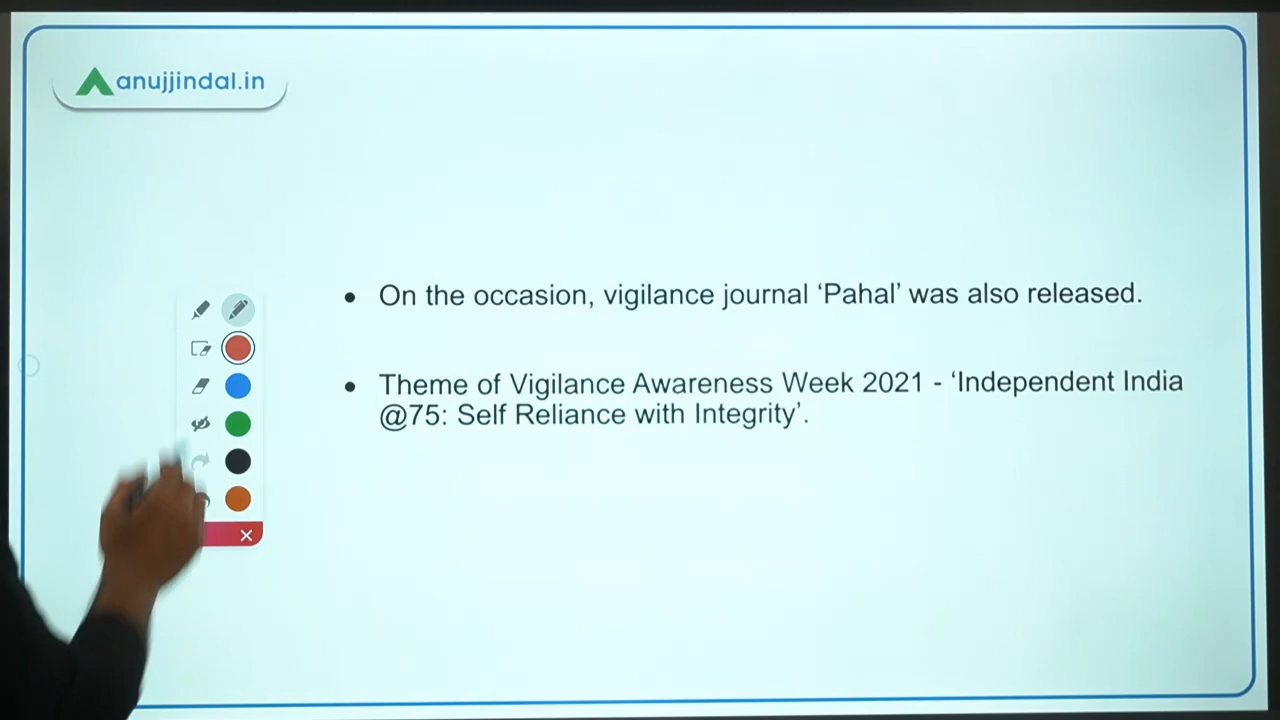 anujjindal.in
• On the occasion, vigilance journal ‘Pahal’ was also released.
• Theme of Vigilance Awareness Week 2021 - ‘Independent India
@75: Self Reliance with Integrity’.